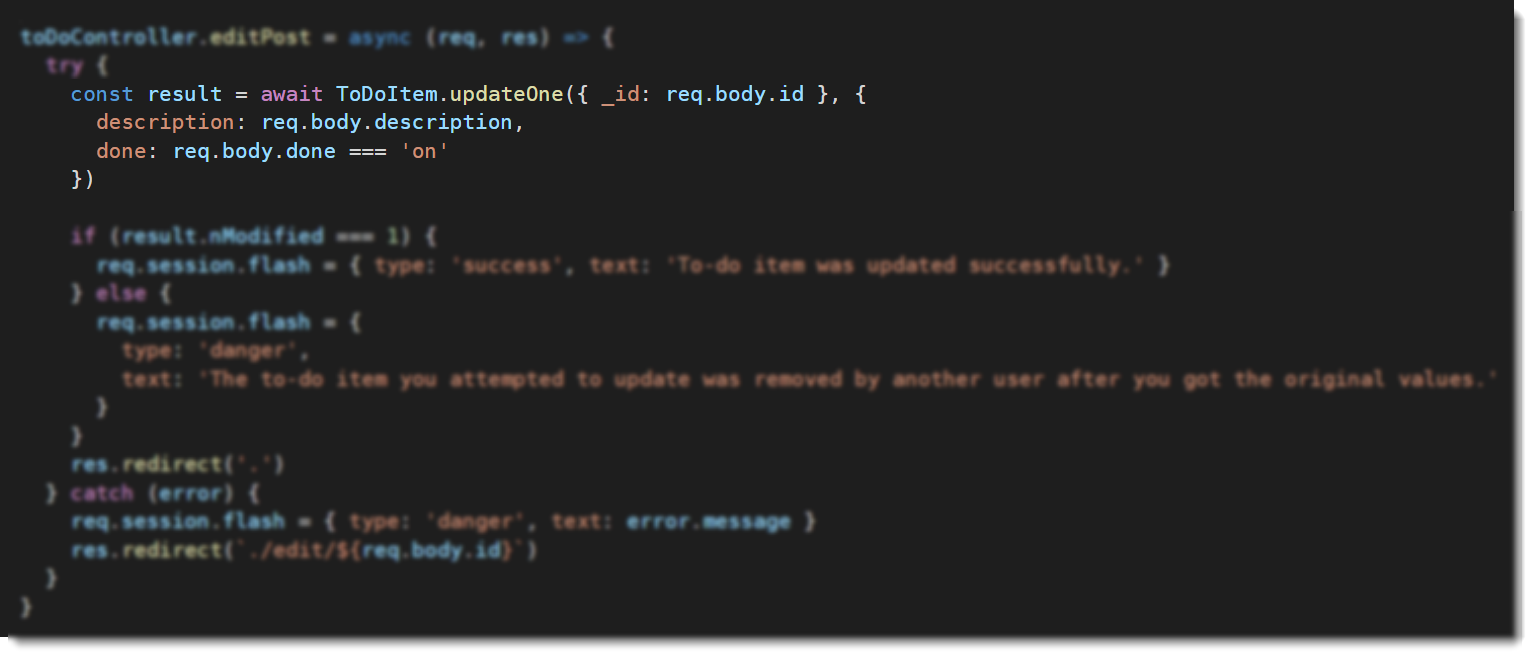 toDoController.editPost = async (req, res) => {
  try {
    const result = await ToDoItem.updateOne({ _id: req.body.id }, {
      description: req.body.description,
      done: req.body.done === 'on'
    })

    if (result.nModified === 1) {
      req.session.flash = { type: 'success', text: 'To-do item was updated successfully.' }
    } else {
      req.session.flash = {
        type: 'danger',
        text: 'The to-do item you attempted to update was removed by another user after you got the original values.'
      }
    }
    res.redirect('.')
  } catch (error) {
    req.session.flash = { type: 'danger', text: error.message }
    res.redirect(`./edit/${req.body.id}`)
  }
}